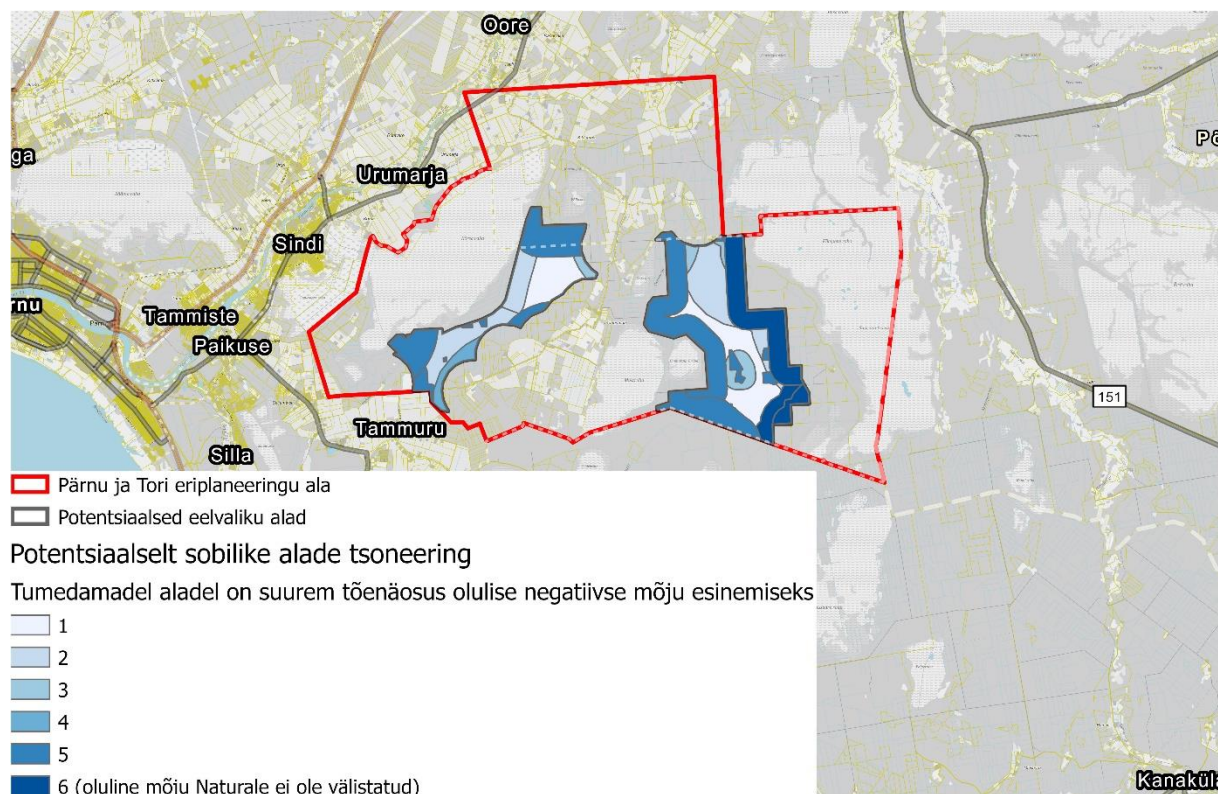 Oore
ga
Põ
Urumarja
Sindi
rnu
Tammiste
Paikuse
151
Tammuru
Silla
Pärnu ja Tori eriplaneeringu ala
Potentsiaalsed eelvaliku alad
Potentsiaalselt sobilike alade tsoneering
Tumedamadel aladel on suurem tõenäosus olulise negatiivse mõju esinemiseks
1
2
3
4
5
6 (oluline mõju Naturale ei ole välistatud)
Kanaküla